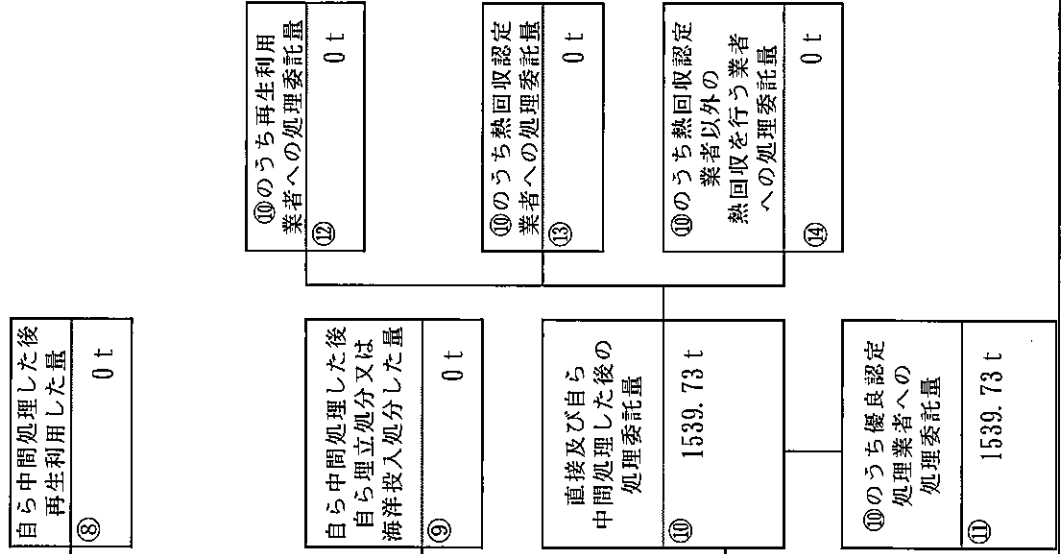 自ら中間処理した後
再生利用した量
⑧
0 t
自ら中間処理した後
自ら埋立処分又は
海洋投入処分した量
⑨
0 t
直接及び自ら
中間処理した後の
処理委託量
⑩
1539.73 t
⑩のうち優良認定
処理業者への
処理委託量
⑪
1539.73 t
⑩のうち再生利用
業者への処理委託量
⑫
0 t
⑩のうち熱回収認定
業者への処理委託量
⑬
0 t
⑩のうち熱回収認定
業者以外の
熱回収を行う業者
への処理委託量
⑭
0 t